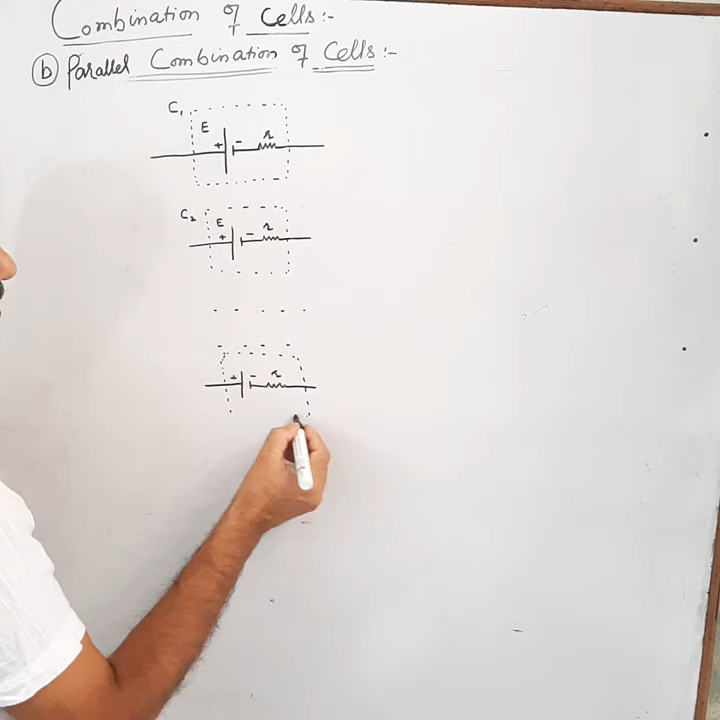 Combination of Cells:-
(b) Parallel Combination of Cells:-
C1
E
+ - r
C2
E
+ - r
+ - r